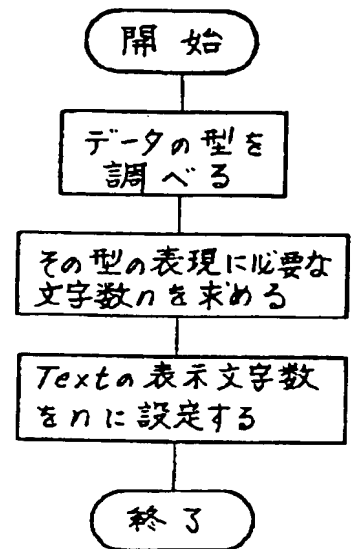 開始
データの型を
調べる
その型の表現に必要な
文字数nを求める
Textの表示文字数
をnに設定する
終了